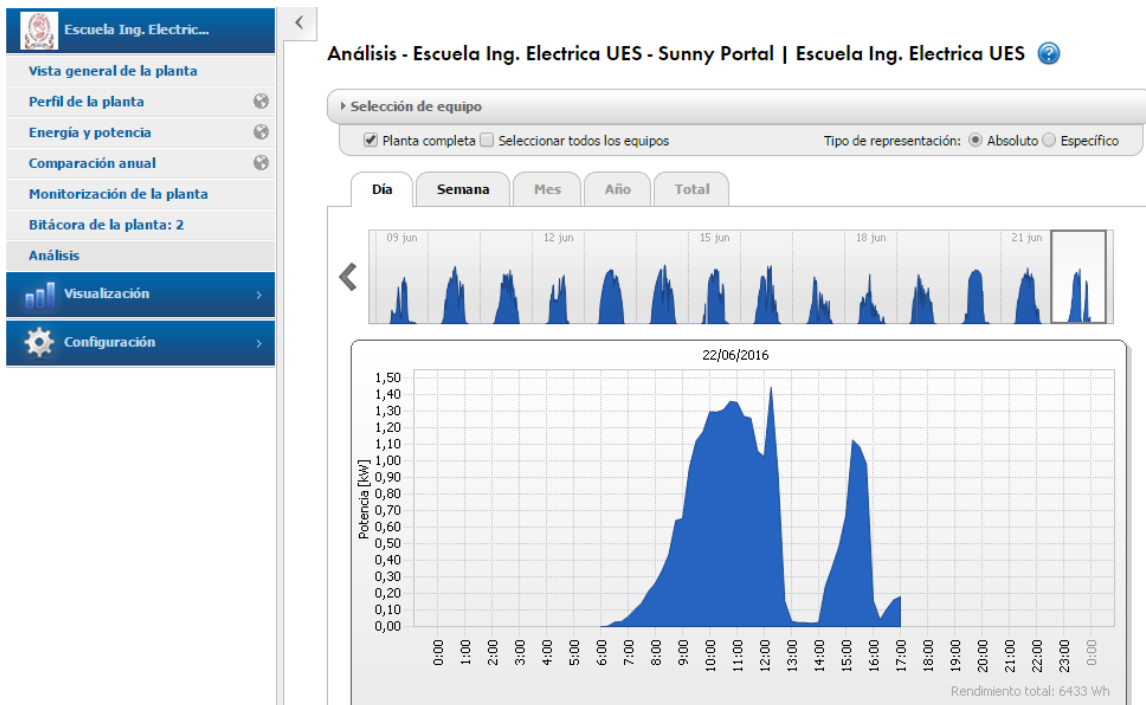 Escuela Ing. Electric...
Vista general de la planta
Perfil de la planta
Energía y potencia
Comparación anual
Monitorización de la planta
Bitácora de la planta: 2
Análisis
Visualización
Configuración
Análisis - Escuela Ing. Electrica UES - Sunny Portal | Escuela Ing. Electrica UES
Selección de equipo
Planta completa Seleccionar todos los equipos Tipo de representación: Absoluto Específico
Día Semana Mes Año Total
09 jun 12 jun 15 jun 18 jun 21 jun
22/06/2016
Potencia [kW]
1,50
1,40
1,30
1,20
1,10
1,00
0,90
0,80
0,70
0,60
0,50
0,40
0,30
0,20
0,10
0,00
0:00 1:00 2:00 3:00 4:00 5:00 6:00 7:00 8:00 9:00 10:00 11:00 12:00 13:00 14:00 15:00 16:00 17:00 18:00 19:00 20:00 21:00 22:00 23:00 0:00
Rendimiento total: 6433 Wh